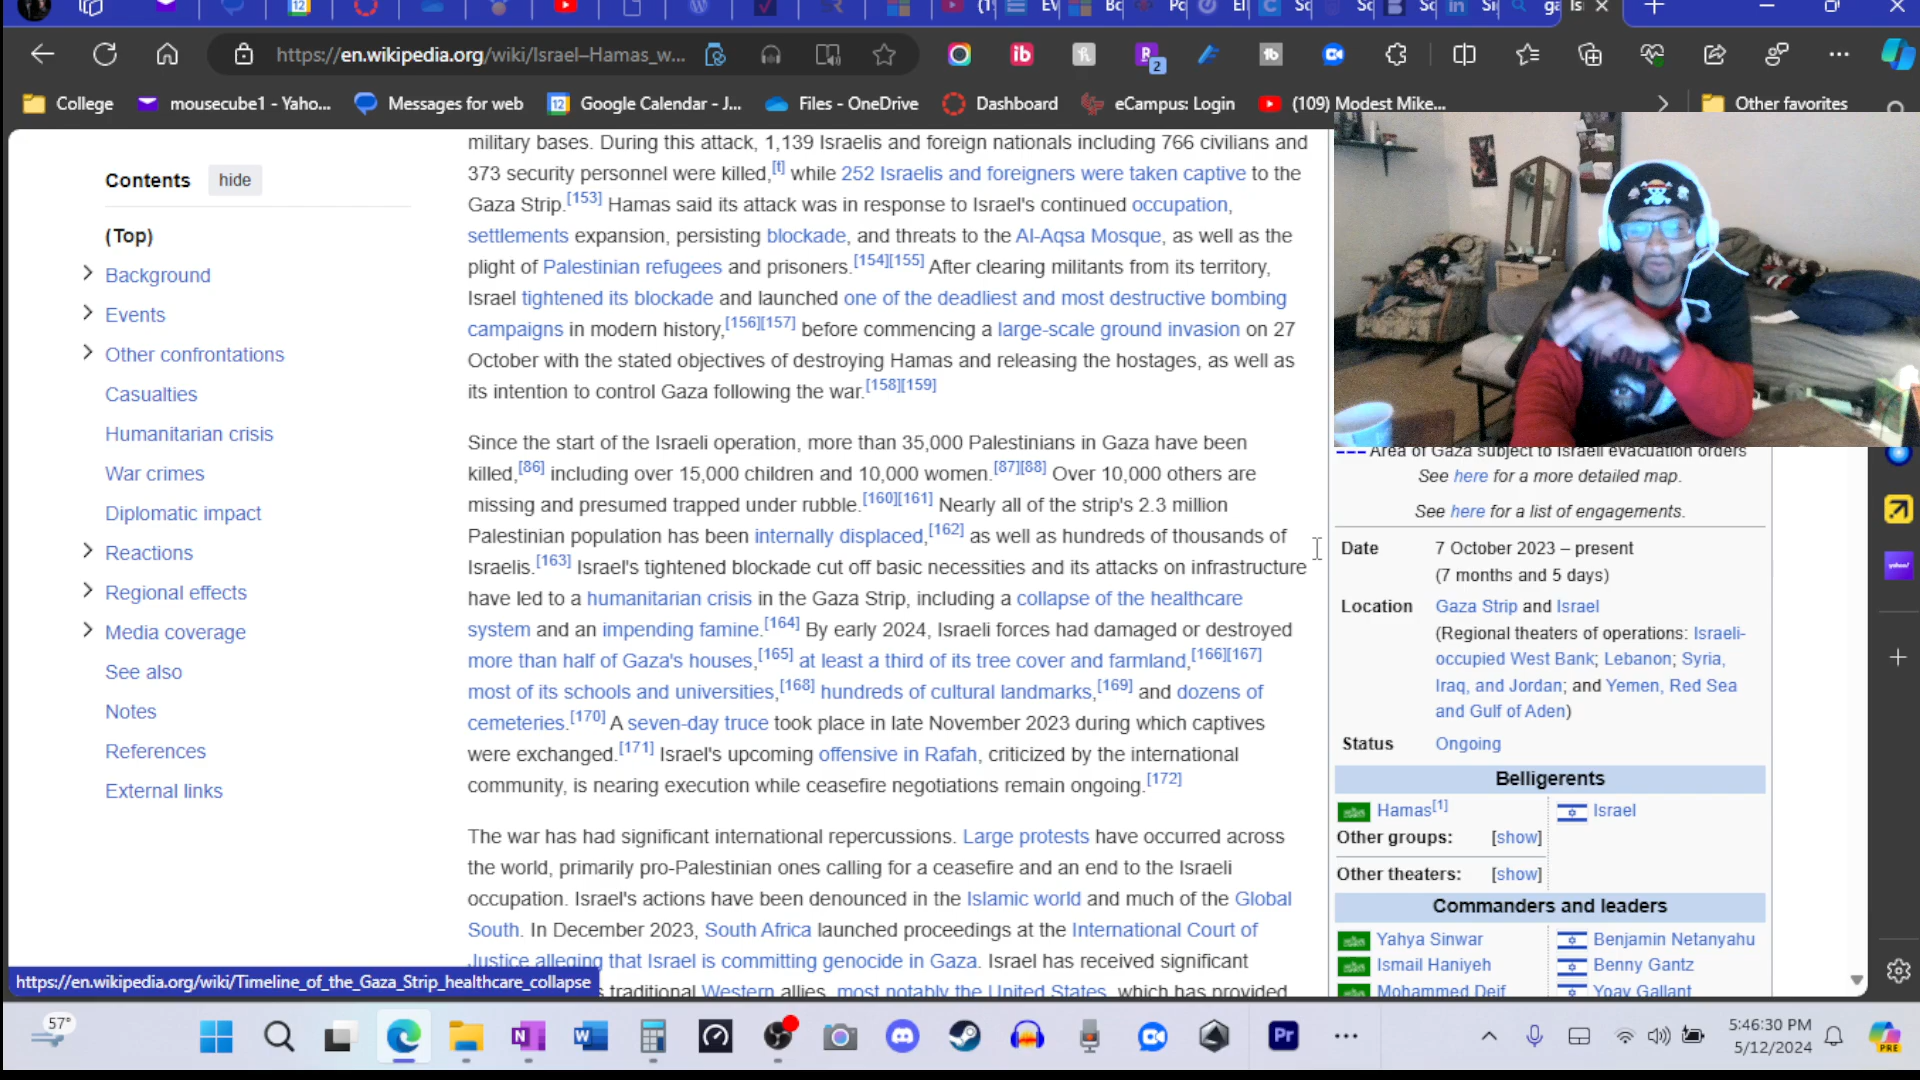 12
(1
EV
Bc
Pc
El
Sc
Sc
Sc
Si
ga
Is
https://en.wikipedia.org/wiki/Israel–Hamas_w...
2
College
mousecube1 - Yaho...
Messages for web
12 Google Calendar - J...
Files - OneDrive
Dashboard
eCampus: Login
(109) Modest Mike...
Other favorites
Contents hide
(Top)
Background
Events
Other confrontations
Casualties
Humanitarian crisis
War crimes
Diplomatic impact
Reactions
Regional effects
Media coverage
See also
Notes
References
External links
military bases. During this attack, 1,139 Israelis and foreign nationals including 766 civilians and
373 security personnel were killed,[t] while 252 Israelis and foreigners were taken captive to the
Gaza Strip.[153] Hamas said its attack was in response to Israel's continued occupation,
settlements expansion, persisting blockade, and threats to the Al-Aqsa Mosque, as well as the
plight of Palestinian refugees and prisoners.[154][155] After clearing militants from its territory,
Israel tightened its blockade and launched one of the deadliest and most destructive bombing
campaigns in modern history,[156][157] before commencing a large-scale ground invasion on 27
October with the stated objectives of destroying Hamas and releasing the hostages, as well as
its intention to control Gaza following the war.[158][159]
Since the start of the Israeli operation, more than 35,000 Palestinians in Gaza have been
killed,[86] including over 15,000 children and 10,000 women.[87][88] Over 10,000 others are
missing and presumed trapped under rubble.[160][161] Nearly all of the strip's 2.3 million
Palestinian population has been internally displaced,[162] as well as hundreds of thousands of
Israelis.[163] Israel's tightened blockade cut off basic necessities and its attacks on infrastructure
have led to a humanitarian crisis in the Gaza Strip, including a collapse of the healthcare
system and an impending famine.[164] By early 2024, Israeli forces had damaged or destroyed
more than half of Gaza's houses,[165] at least a third of its tree cover and farmland,[166][167]
most of its schools and universities,[168] hundreds of cultural landmarks,[169] and dozens of
cemeteries.[170] A seven-day truce took place in late November 2023 during which captives
were exchanged.[171] Israel's upcoming offensive in Rafah, criticized by the international
community, is nearing execution while ceasefire negotiations remain ongoing.[172]
The war has had significant international repercussions. Large protests have occurred across
the world, primarily pro-Palestinian ones calling for a ceasefire and an end to the Israeli
occupation. Israel's actions have been denounced in the Islamic world and much of the Global
South. In December 2023, South Africa launched proceedings at the International Court of
Justice alleging that Israel is committing genocide in Gaza. Israel has received significant
s traditional Western allies, most notably the United States, which has provided
Area of Gaza subject to Israeli evacuation orders
See here for a more detailed map.
See here for a list of engagements.
Date 7 October 2023 – present
(7 months and 5 days)
Location Gaza Strip and Israel
(Regional theaters of operations: Israeli-
occupied West Bank; Lebanon; Syria,
Iraq, and Jordan; and Yemen, Red Sea
and Gulf of Aden)
Status Ongoing
Belligerents
Hamas[1] Israel
Other groups: [show]
Other theaters: [show]
Commanders and leaders
Yahya Sinwar Benjamin Netanyahu
Ismail Haniyeh Benny Gantz
Mohammed Deif Yoav Gallant
yahoo!
https://en.wikipedia.org/wiki/Timeline_of_the_Gaza_Strip_healthcare_collapse
57°
5:46:30 PM
5/12/2024
PRE